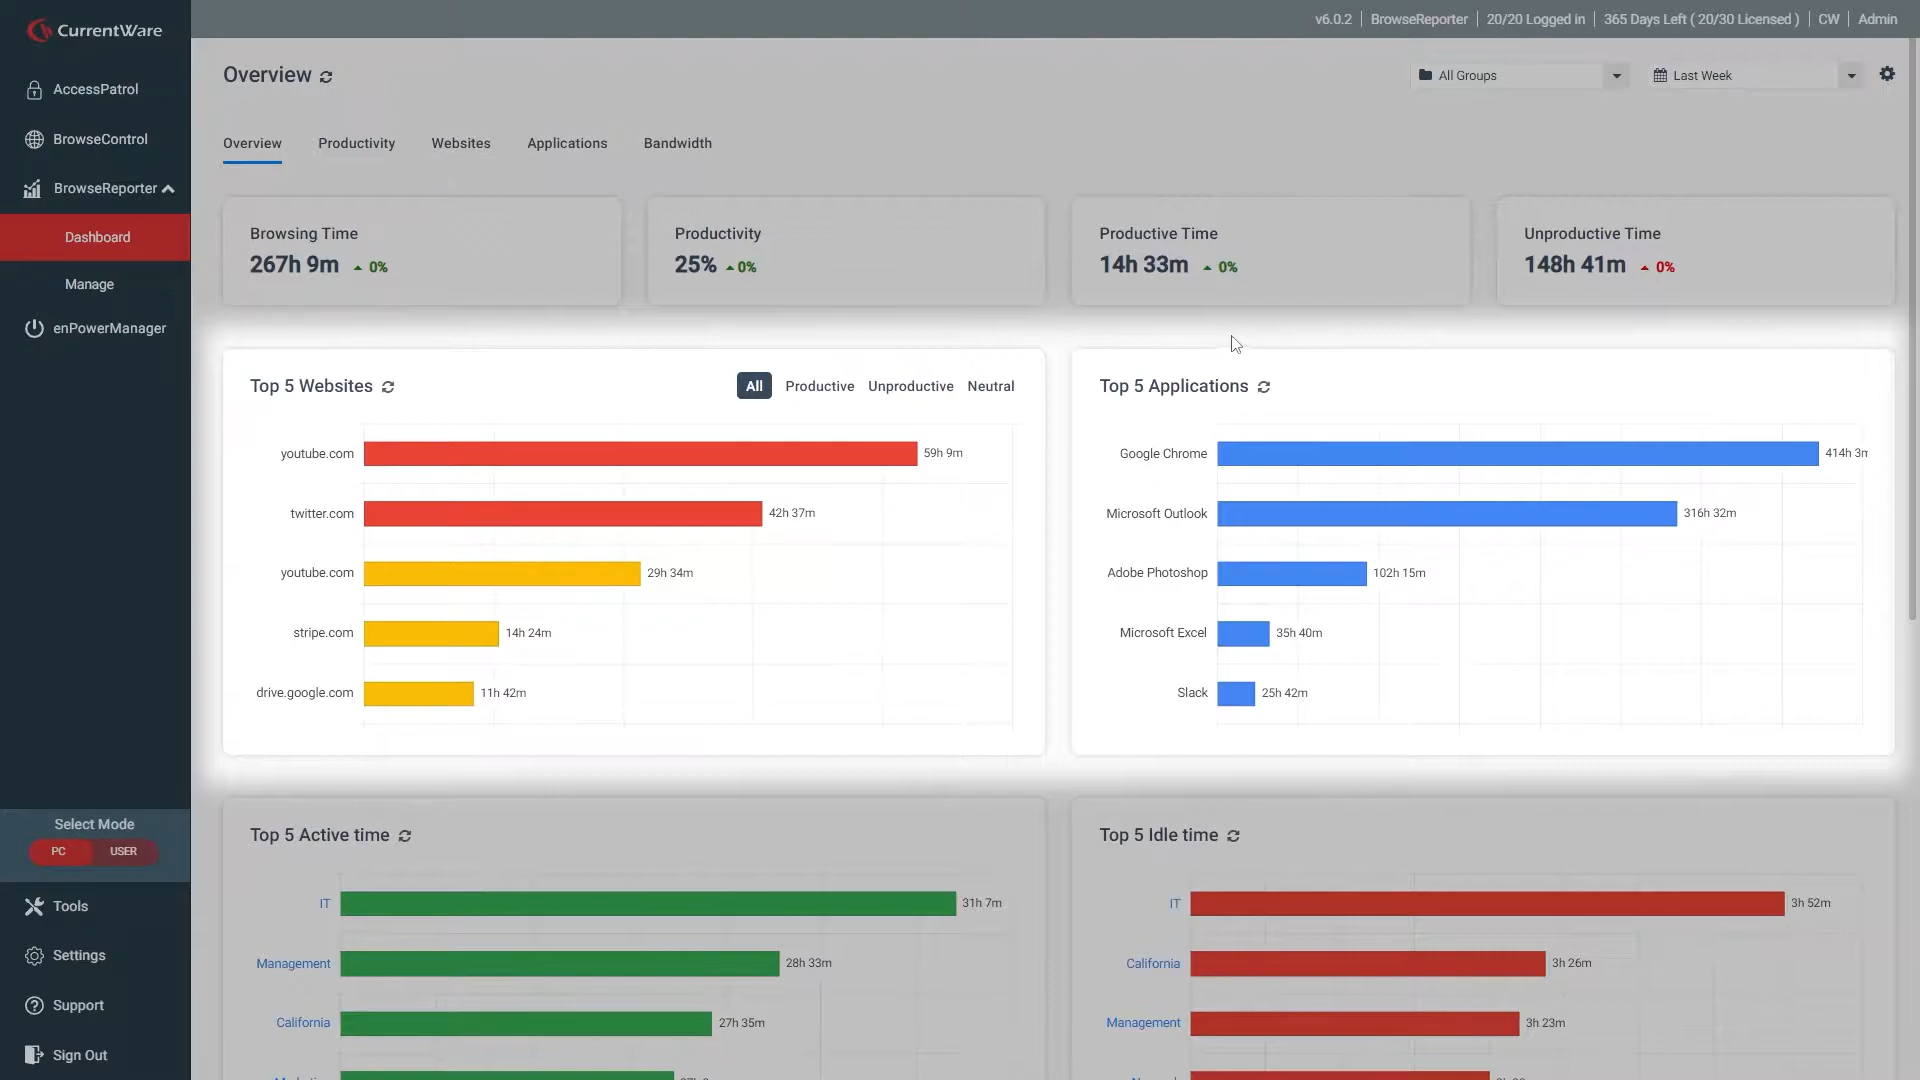 CurrentWare
v6.0.2 | BrowseReporter | 20/20 Logged in | 365 Days Left ( 20/30 Licensed ) | CW | Admin
AccessPatrol
BrowseControl
BrowseReporter
Dashboard
Manage
enPowerManager
Select Mode
PC USER
Tools
Settings
Support
Sign Out
Overview
All Groups
Last Week
Overview Productivity Websites Applications Bandwidth
Browsing Time
267h 9m 0%
Productivity
25% 0%
Productive Time
14h 33m 0%
Unproductive Time
148h 41m 0%
Top 5 Websites
All Productive Unproductive Neutral
youtube.com 59h 9m
twitter.com 42h 37m
youtube.com 29h 34m
stripe.com 14h 24m
drive.google.com 11h 42m
Top 5 Applications
Google Chrome 414h 3m
Microsoft Outlook 316h 32m
Adobe Photoshop 102h 15m
Microsoft Excel 35h 40m
Slack 25h 42m
Top 5 Active time
IT 31h 7m
Management 28h 33m
California 27h 35m
Top 5 Idle time
IT 3h 52m
California 3h 26m
Management 3h 23m